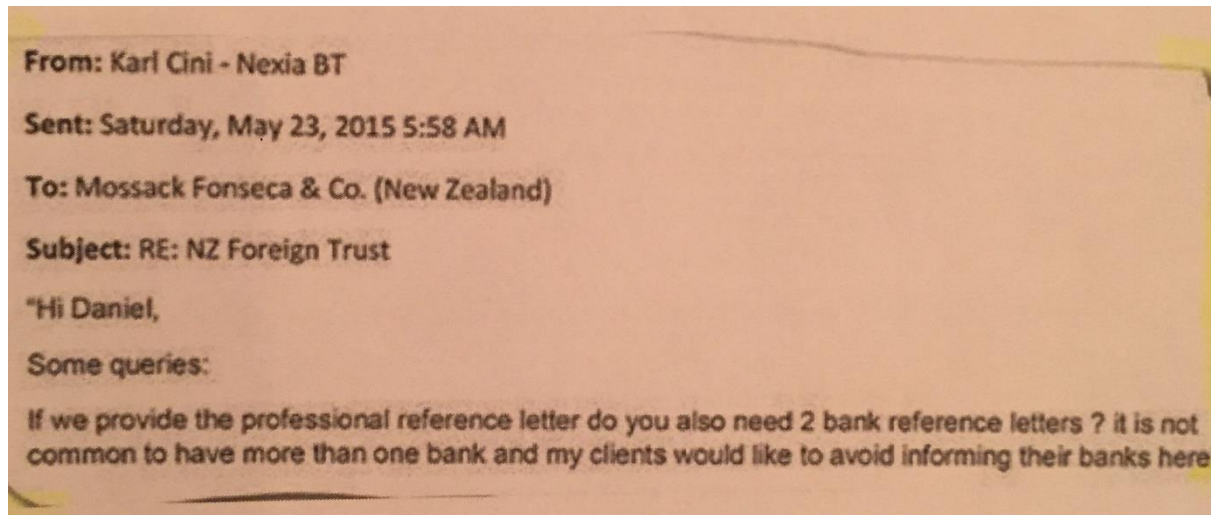 From: Karl Cini - Nexia BT
Sent: Saturday, May 23, 2015 5:58 AM
To: Mossack Fonseca & Co. (New Zealand)
Subject: RE: NZ Foreign Trust
"Hi Daniel,
Some queries:
If we provide the professional reference letter do you also need 2 bank reference letters ? it is not
common to have more than one bank and my clients would like to avoid informing their banks here